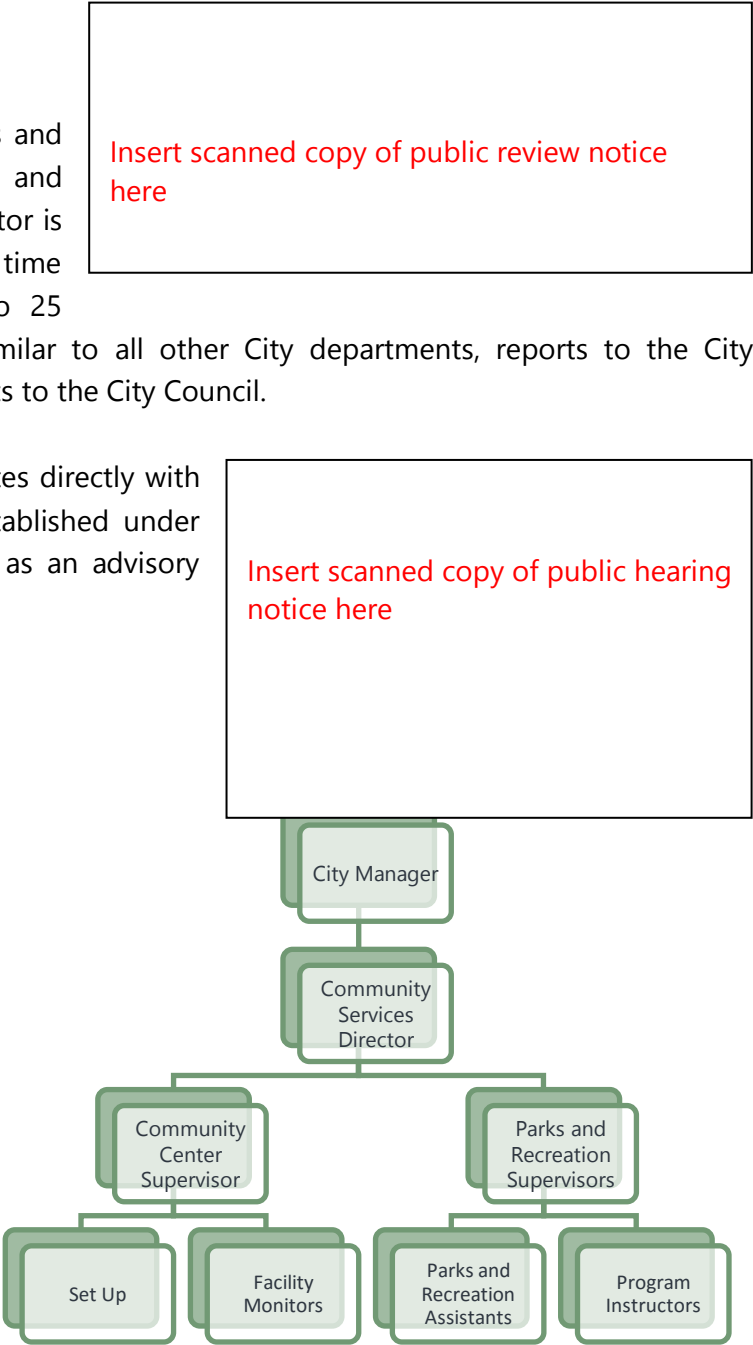 and
Insert scanned copy of public review notice
here
and
tor is
time
25
milar to all other City departments, reports to the City
ts to the City Council.
tes directly with
tablished under
as an advisory
Insert scanned copy of public hearing
notice here
City Manager
Community
Services
Director
Community
Center
Supervisor
Parks and
Recreation
Supervisors
Set Up
Facility
Monitors
Parks and
Recreation
Assistants
Program
Instructors